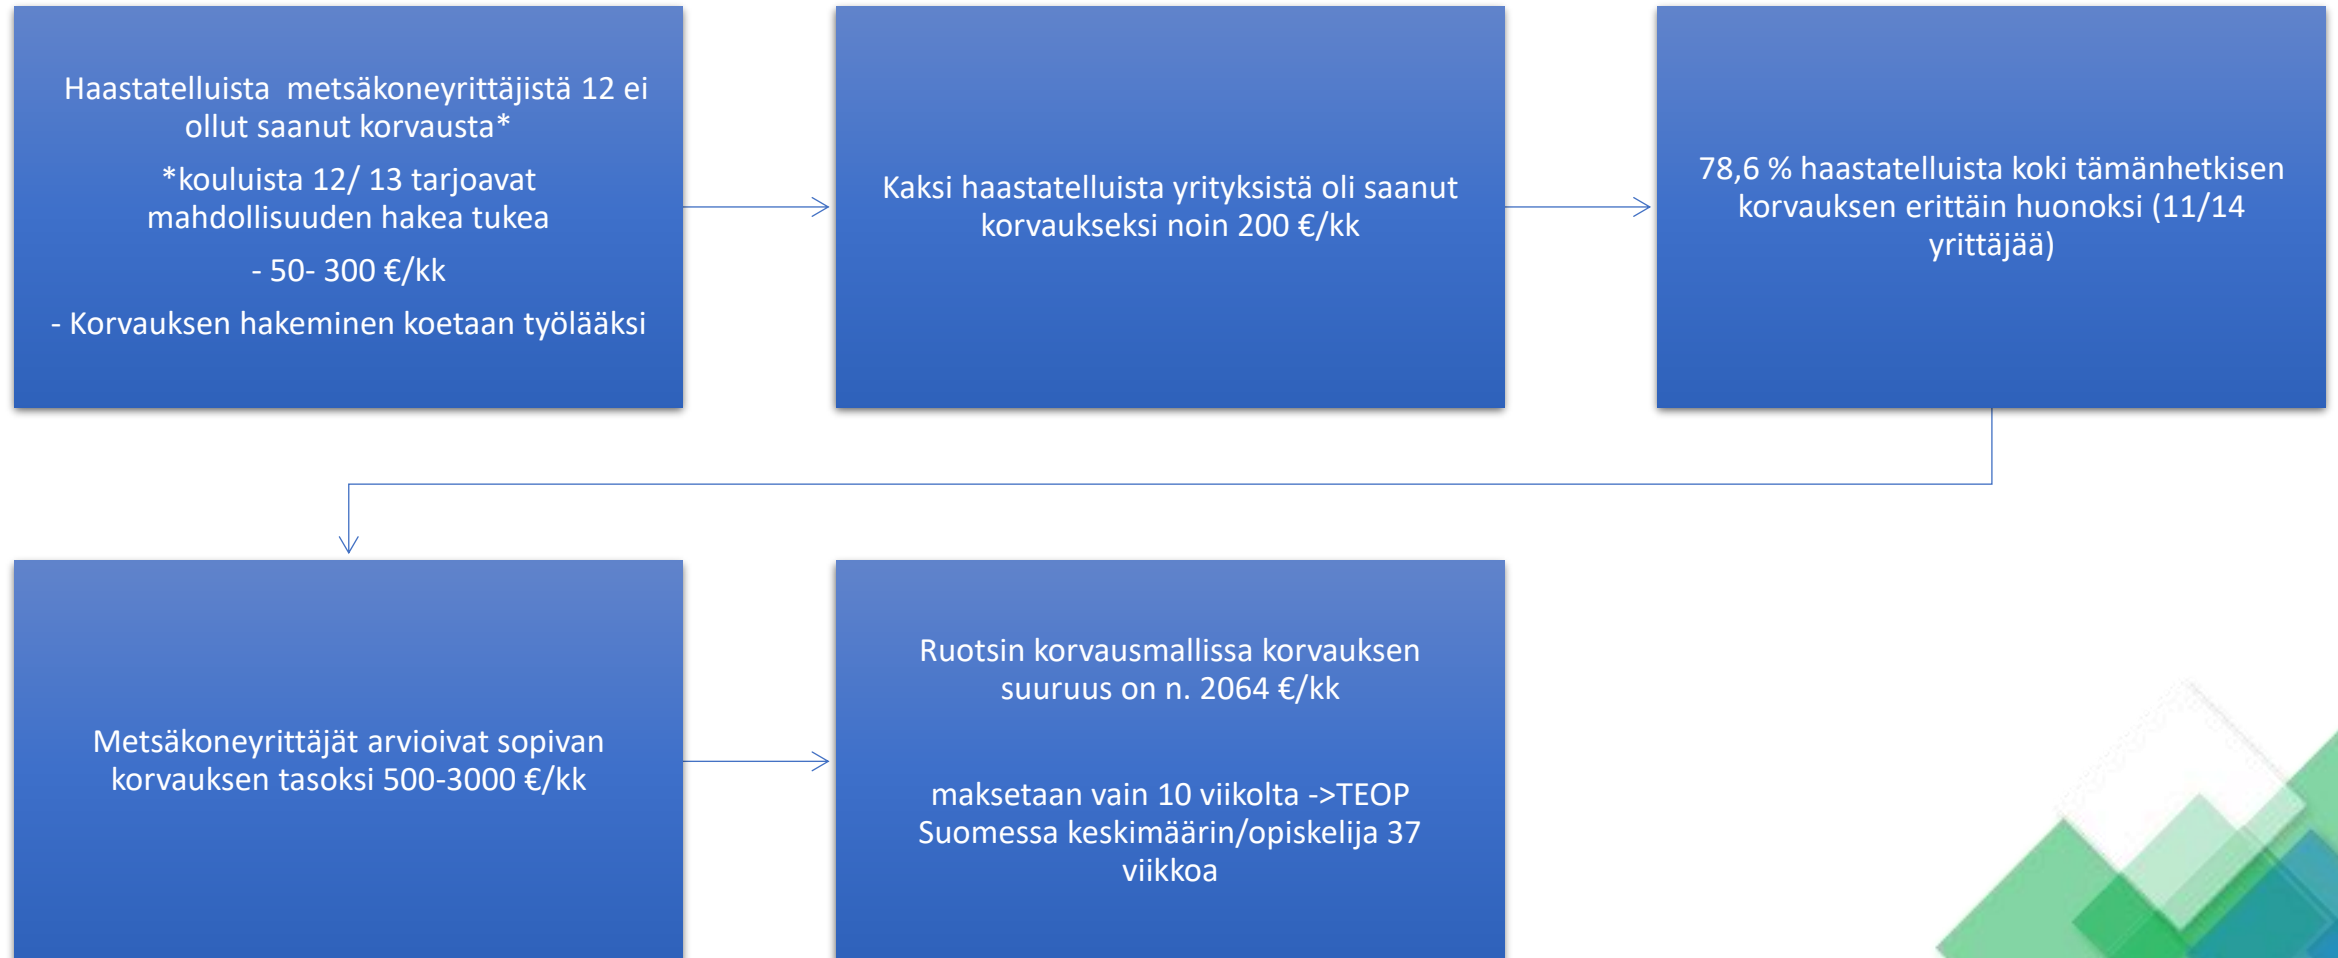 Haastatelluista  metsäkoneyrittäjistä 12 ei
ollut saanut korvausta*
*kouluista 12/ 13 tarjoavat
mahdollisuuden hakea tukea
- 50- 300 €/kk
- Korvauksen hakeminen koetaan työlääksi
Kaksi haastatelluista yrityksistä oli saanut
korvaukseksi noin 200 €/kk
78,6 % haastatelluista koki tämänhetkisen
korvauksen erittäin huonoksi (11/14
yrittäjää)
Metsäkoneyrittäjät arvioivat sopivan
korvauksen tasoksi 500-3000 €/kk
Ruotsin korvausmallissa korvauksen
suuruus on n. 2064 €/kk
maksetaan vain 10 viikolta ->TEOP
Suomessa keskimäärin/opiskelija 37
viikkoa